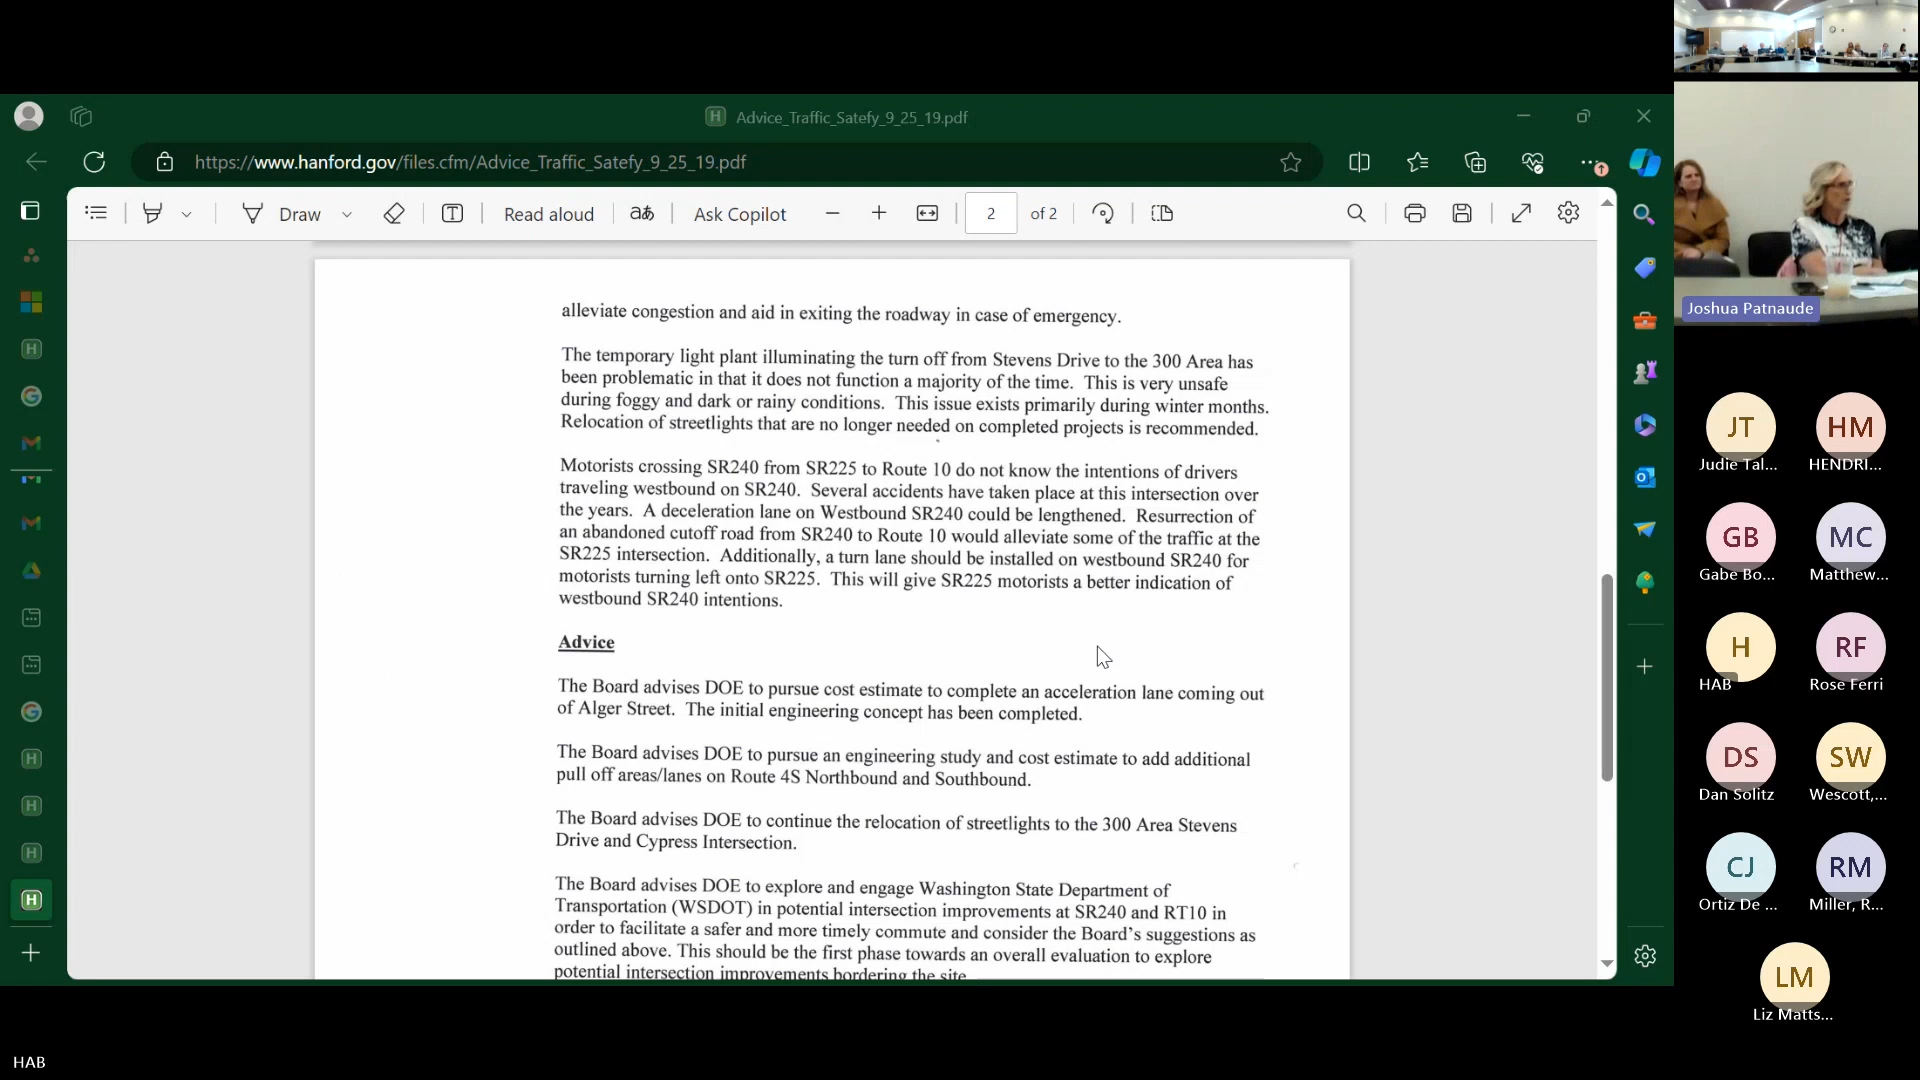 Advice_Traffic_Satefy_9_25_19.pdf
https://www.hanford.gov/files.cfm/Advice_Traffic_Satefy_9_25_19.pdf
Draw
Read aloud
Ask Copilot
2 of 2
alleviate congestion and aid in exiting the roadway in case of emergency.
The temporary light plant illuminating the turn off from Stevens Drive to the 300 Area has
been problematic in that it does not function a majority of the time. This is very unsafe
during foggy and dark or rainy conditions. This issue exists primarily during winter months.
Relocation of streetlights that are no longer needed on completed projects is recommended.
Motorists crossing SR240 from SR225 to Route 10 do not know the intentions of drivers
traveling westbound on SR240. Several accidents have taken place at this intersection over
the years. A deceleration lane on Westbound SR240 could be lengthened. Resurrection of
an abandoned cutoff road from SR240 to Route 10 would alleviate some of the traffic at the
SR225 intersection. Additionally, a turn lane should be installed on westbound SR240 for
motorists turning left onto SR225. This will give SR225 motorists a better indication of
westbound SR240 intentions.
Advice
The Board advises DOE to pursue cost estimate to complete an acceleration lane coming out
of Alger Street. The initial engineering concept has been completed.
The Board advises DOE to pursue an engineering study and cost estimate to add additional
pull off areas/lanes on Route 4S Northbound and Southbound.
The Board advises DOE to continue the relocation of streetlights to the 300 Area Stevens
Drive and Cypress Intersection.
The Board advises DOE to explore and engage Washington State Department of
Transportation (WSDOT) in potential intersection improvements at SR240 and RT10 in
order to facilitate a safer and more timely commute and consider the Board's suggestions as
outlined above. This should be the first phase towards an overall evaluation to explore
potential intersection improvements bordering the site.
Joshua Patnaude
JT
Judie Tal...
HM
HENDRI...
GB
Gabe Bo...
MC
Matthew...
H
HAB
RF
Rose Ferri
DS
Dan Solitz
SW
Wescott,...
CJ
Ortiz De ...
RM
Miller, R...
LM
Liz Matts...
HAB